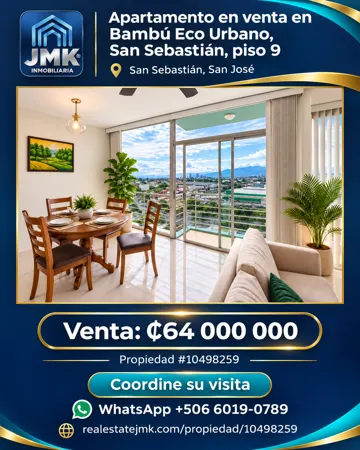 JMK
INMOBILIARIA
Apartamento en venta en
Bambú Eco Urbano,
San Sebastián, piso 9
San Sebastián, San José
Venta: ₡64 000 000
Propiedad #10498259
Coordine su visita
WhatsApp +506 6019-0789
realestatejmk.com/propiedad/10498259